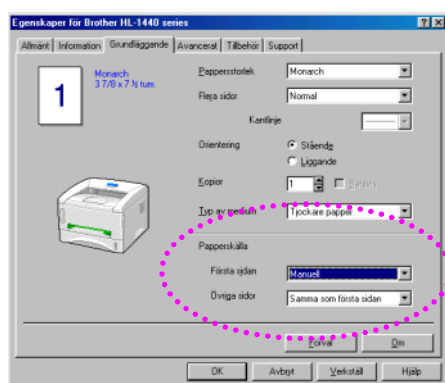 Egenskaper för Brother HL-1440 series
Allmänt Information Grundläggande Avancerat Tillbehör Support
1
Monarch
3 7/8 x 7 ½ tum
Pappersstorlek Monarch
Flera sidor Normal
Kantlinje
Orientering Stående
Liggande
Kopior 1 Sortera
Typ av medium Tjockare papper
Papperskälla
Första sidan Manuell
Övriga sidor Samma som första sidan
Förval Om
OK Avbryt Verkställ Hjälp